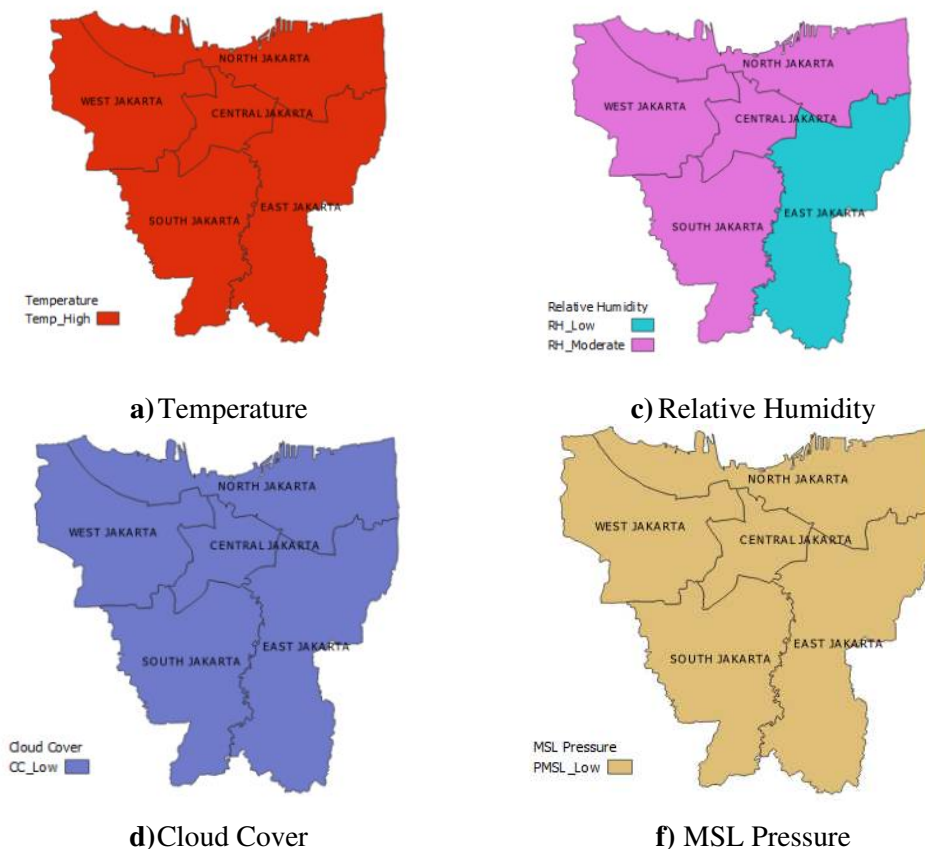 NORTH JAKARTA
WEST JAKARTA
CENTRAL JAKARTA
SOUTH JAKARTA
EAST JAKARTA
Temperature
Temp_High
a) Temperature
NORTH JAKARTA
WEST JAKARTA
CENTRAL JAKARTA
SOUTH JAKARTA
EAST JAKARTA
Relative Humidity
RH_Low
RH_Moderate
c) Relative Humidity
NORTH JAKARTA
WEST JAKARTA
CENTRAL JAKARTA
SOUTH JAKARTA
EAST JAKARTA
Cloud Cover
CC_Low
d) Cloud Cover
NORTH JAKARTA
WEST JAKARTA
CENTRAL JAKARTA
SOUTH JAKARTA
EAST JAKARTA
MSL Pressure
PMSL_Low
f) MSL Pressure